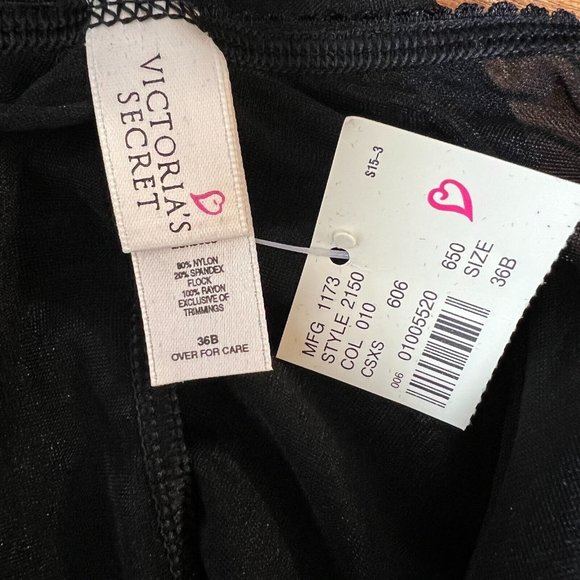 VICTORIA'S
SECRET
80% NYLON
20% SPANDEX
FLOCK
100% RAYON
EXCLUSIVE OF
TRIMMINGS
36B
OVER FOR CARE
S15-3
MFG 1173
STYLE 2150
COL 010
CSXS 606
006 01005520 650
SIZE
36B